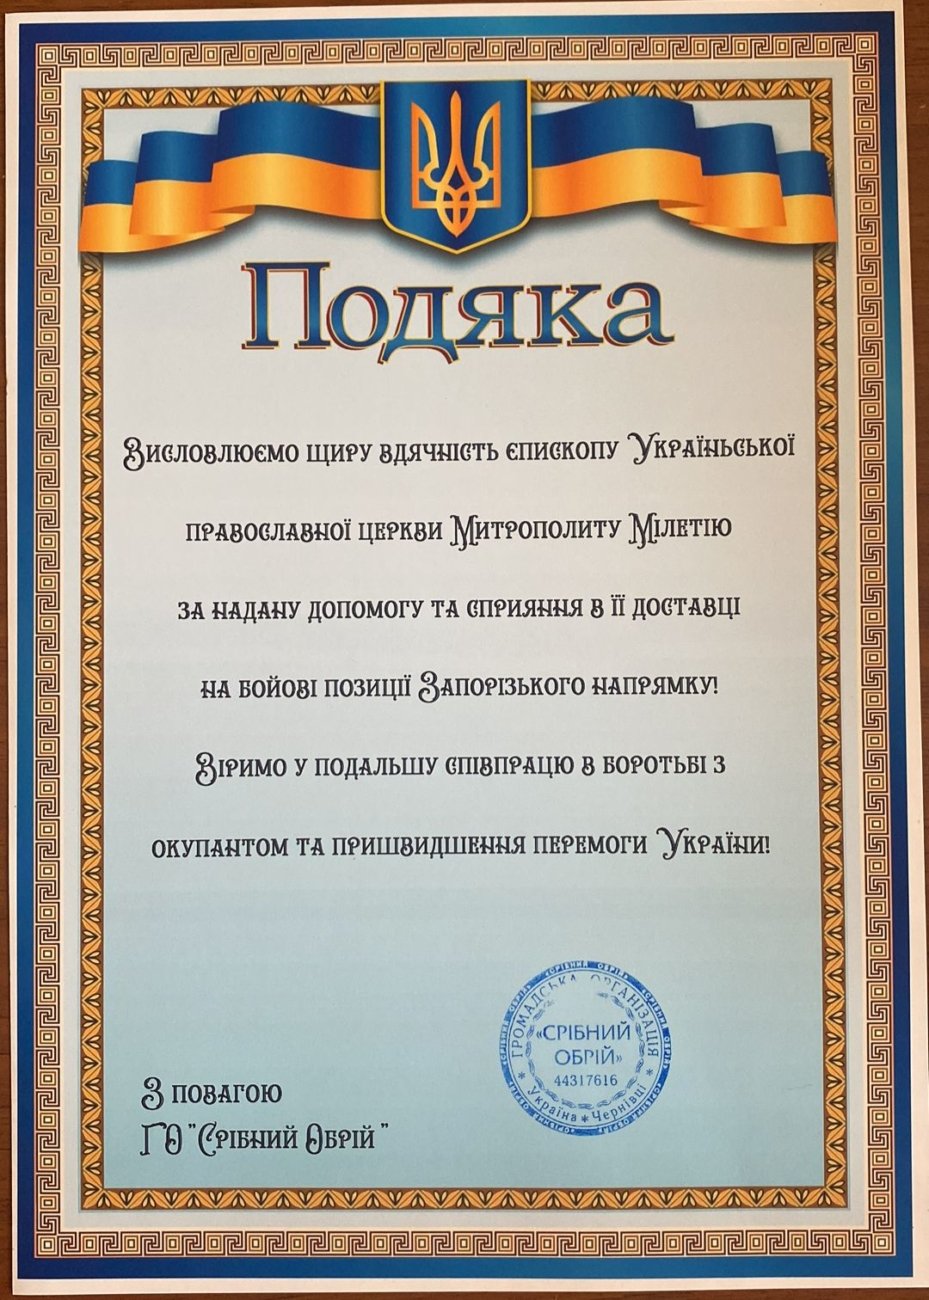 Подяка
Висловлюємо щиру вдячність єпископу Украіньської
православної церкви Митрополиту Мілетію
за надану допомогу та сприяння в її доставці
на бойові позиції Запорізького напрямку!
Віримо у подальшу співпрацю в боротьбі з
окупантом та пришвидшення перемоги України!
З повагою
ГО "Срібний Обрій "
ГРОМАДСЬКА ОРГАНІЗАЦІЯ
«СРІБНИЙ
ОБРІЙ»
44317616
* Україна * Чернівці *